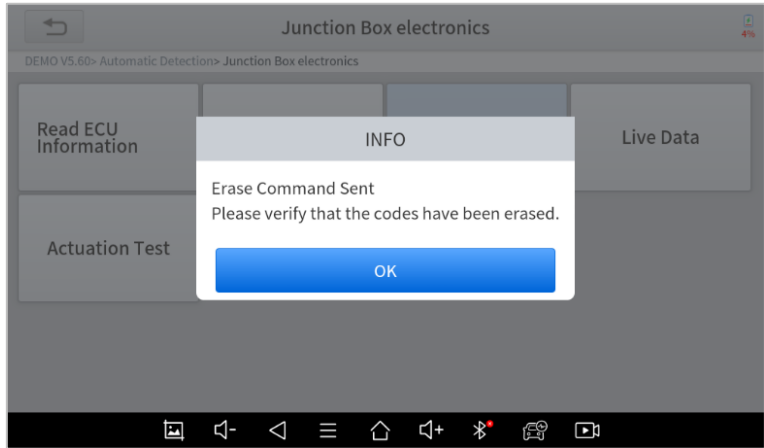 Junction Box electronics
4%
DEMO V5.60> Automatic Detection> Junction Box electronics
Read ECU
Information
Live Data
INFO
Erase Command Sent
Please verify that the codes have been erased.
OK
Actuation Test